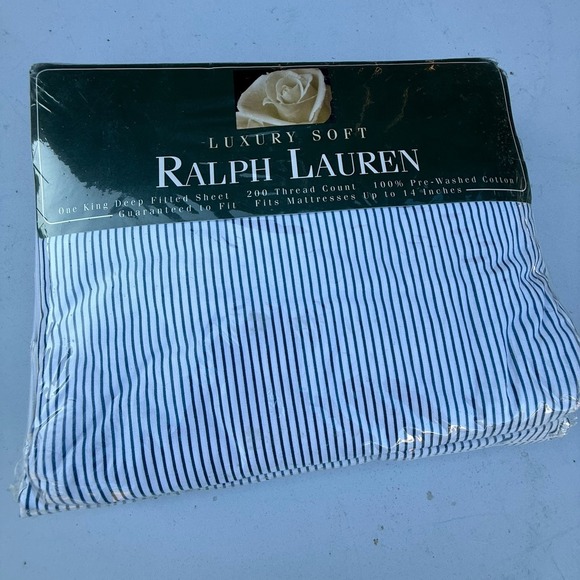 LUXURY SOFT
RALPH LAUREN
One King Deep Fitted Sheet 200 Thread Count 100% Pre-Washed Cotton
Guaranteed to Fit Fits Mattresses Up to 14 Inches